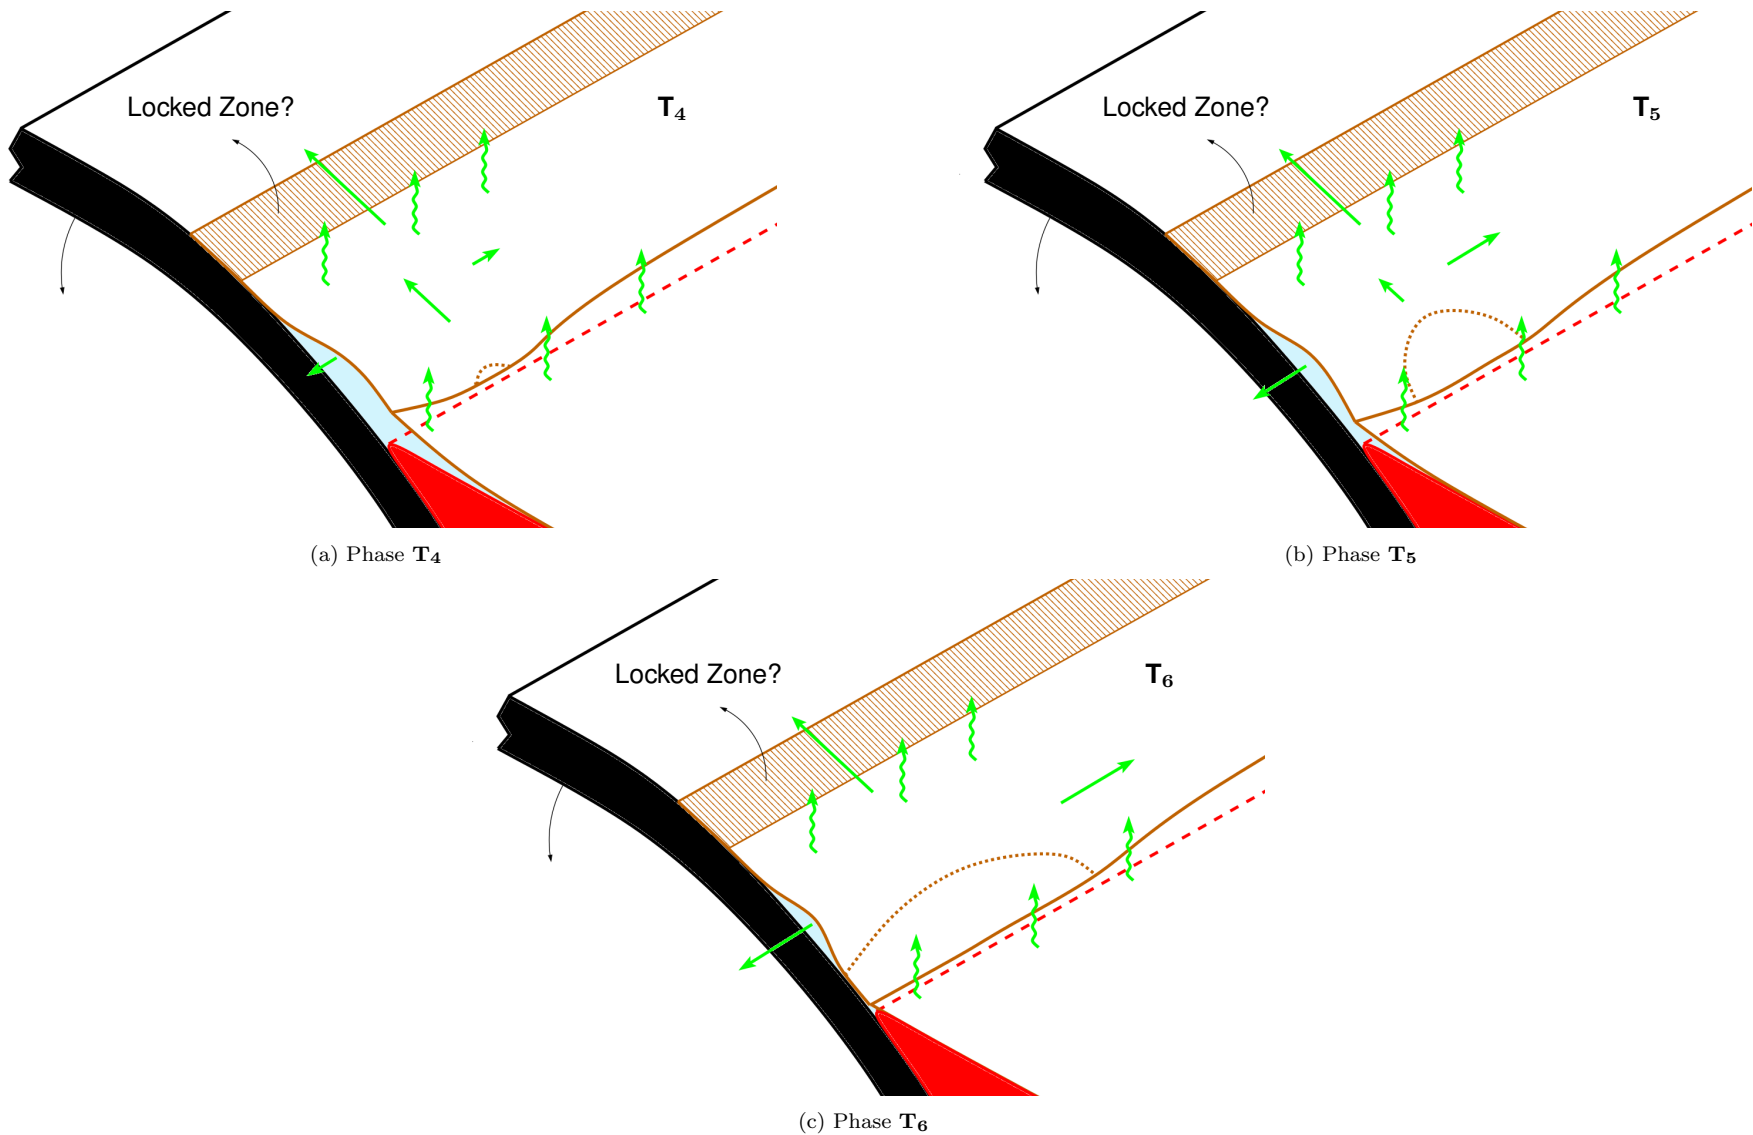 Locked Zone?
T₄
Locked Zone?
T₅
(a) Phase T₄
(b) Phase T₅
Locked Zone?
T₆
(c) Phase T₆